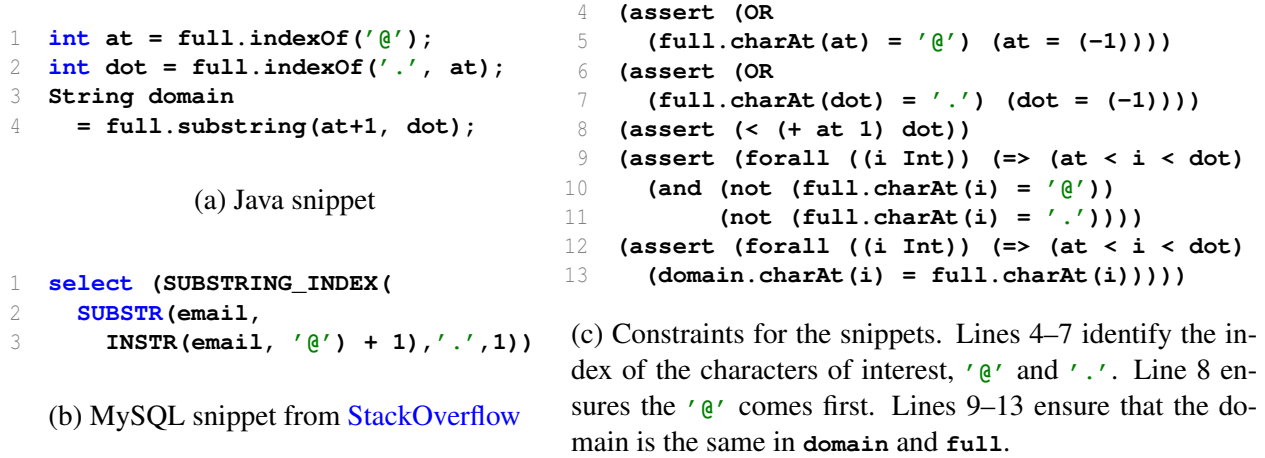 1 int at = full.indexOf('@');
2 int dot = full.indexOf('.', at);
3 String domain
4 = full.substring(at+1, dot);
(a) Java snippet
1 select (SUBSTRING_INDEX(
2 SUBSTR(email,
3 INSTR(email, '@') + 1),'.',1))
(b) MySQL snippet from StackOverflow
4 (assert (OR
5 (full.charAt(at) = '@') (at = (-1))))
6 (assert (OR
7 (full.charAt(dot) = '.') (dot = (-1))))
8 (assert (< (+ at 1) dot))
9 (assert (forall ((i Int)) (=> (at < i < dot)
10 (and (not (full.charAt(i) = '@'))
11 (not (full.charAt(i) = '.'))))
12 (assert (forall ((i Int)) (=> (at < i < dot)
13 (domain.charAt(i) = full.charAt(i)))))
(c) Constraints for the snippets. Lines 4–7 identify the in-
dex of the characters of interest, '@' and '.'. Line 8 en-
sures the '@' comes first. Lines 9–13 ensure that the do-
main is the same in domain and full.